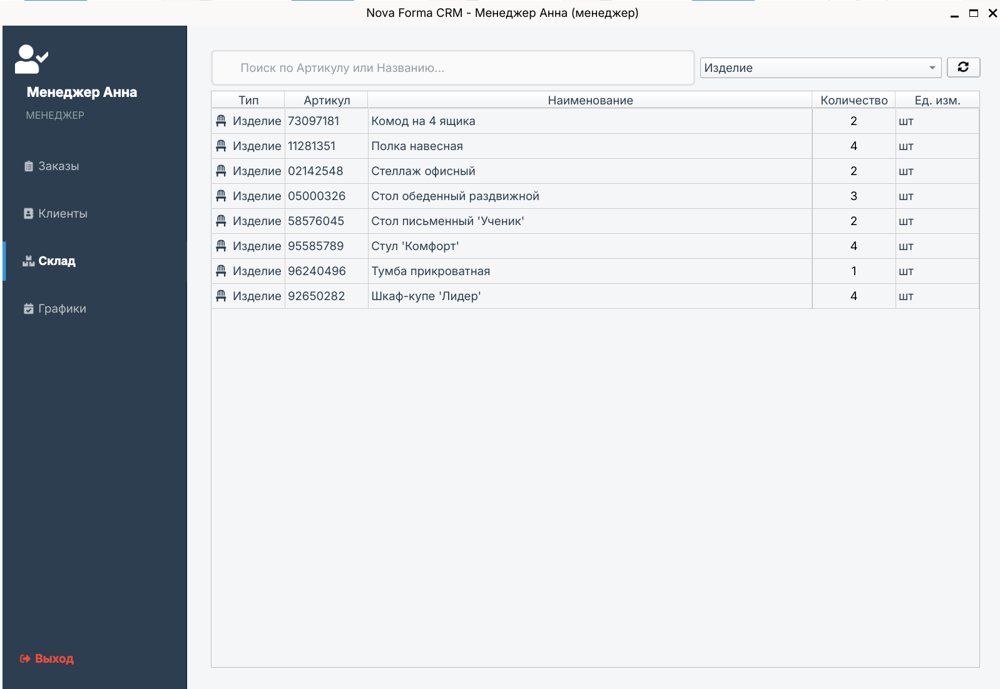 Nova Forma CRM - Менеджер Анна (менеджер)
Менеджер Анна
МЕНЕДЖЕР
Заказы
Клиенты
Склад
Графики
Выход
Поиск по Артикулу или Названию...
Изделие
Тип Артикул Наименование Количество Ед. изм.
Изделие 73097181 Комод на 4 ящика 2 шт
Изделие 11281351 Полка навесная 4 шт
Изделие 02142548 Стеллаж офисный 2 шт
Изделие 05000326 Стол обеденный раздвижной 3 шт
Изделие 58576045 Стол письменный 'Ученик' 2 шт
Изделие 95585789 Стул 'Комфорт' 4 шт
Изделие 96240496 Тумба прикроватная 1 шт
Изделие 92650282 Шкаф-купе 'Лидер' 4 шт